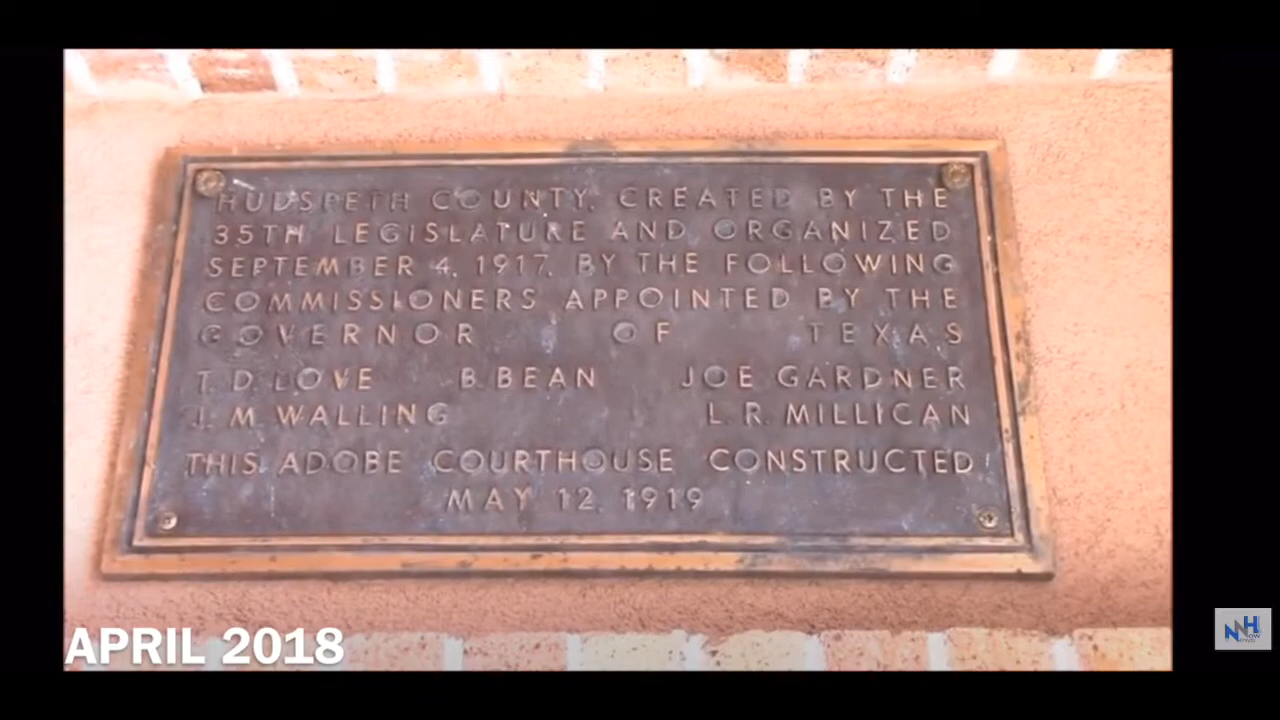 HUDSPETH COUNTY, CREATED BY THE
35TH LEGISLATURE AND ORGANIZED
SEPTEMBER 4, 1917, BY THE FOLLOWING
COMMISSIONERS APPOINTED BY THE
GOVERNOR OF TEXAS
T. D. LOVE B. BEAN JOE GARDNER
J. M. WALLING L. R. MILLICAN
THIS ADOBE COURTHOUSE CONSTRUCTED
MAY 12, 1919
APRIL 2018